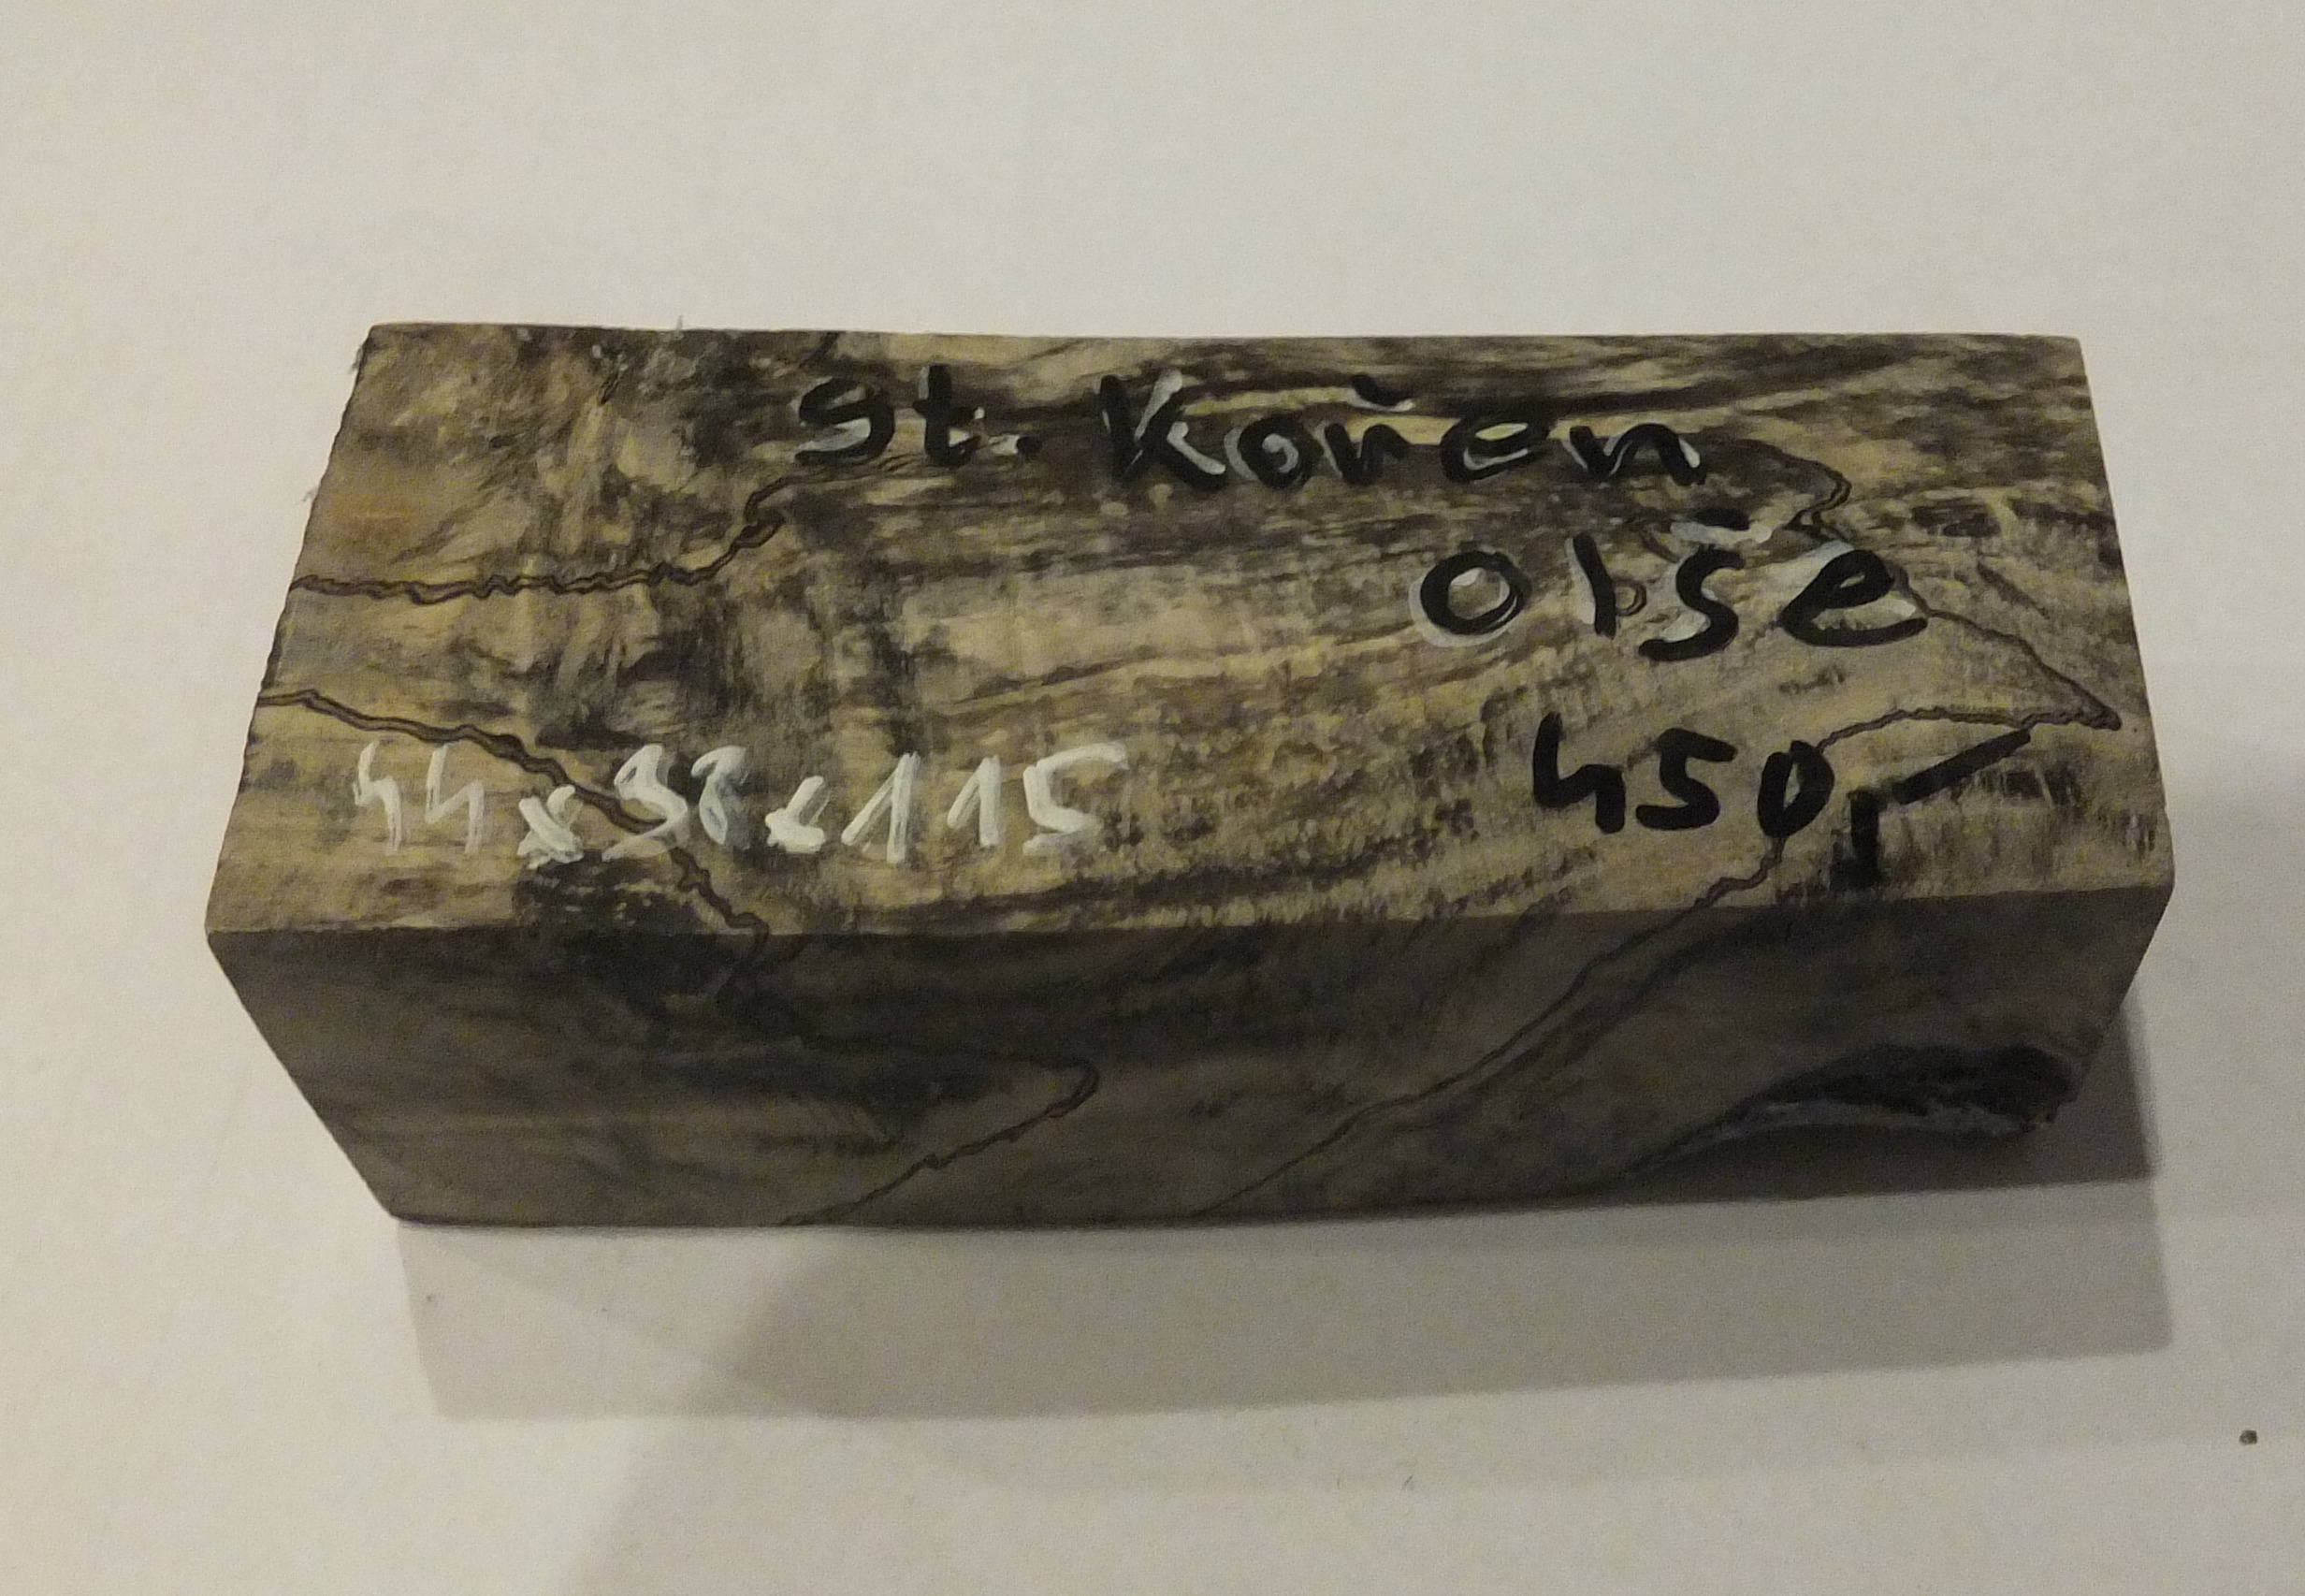 St. Kořen
olše
450,-
44x38x115